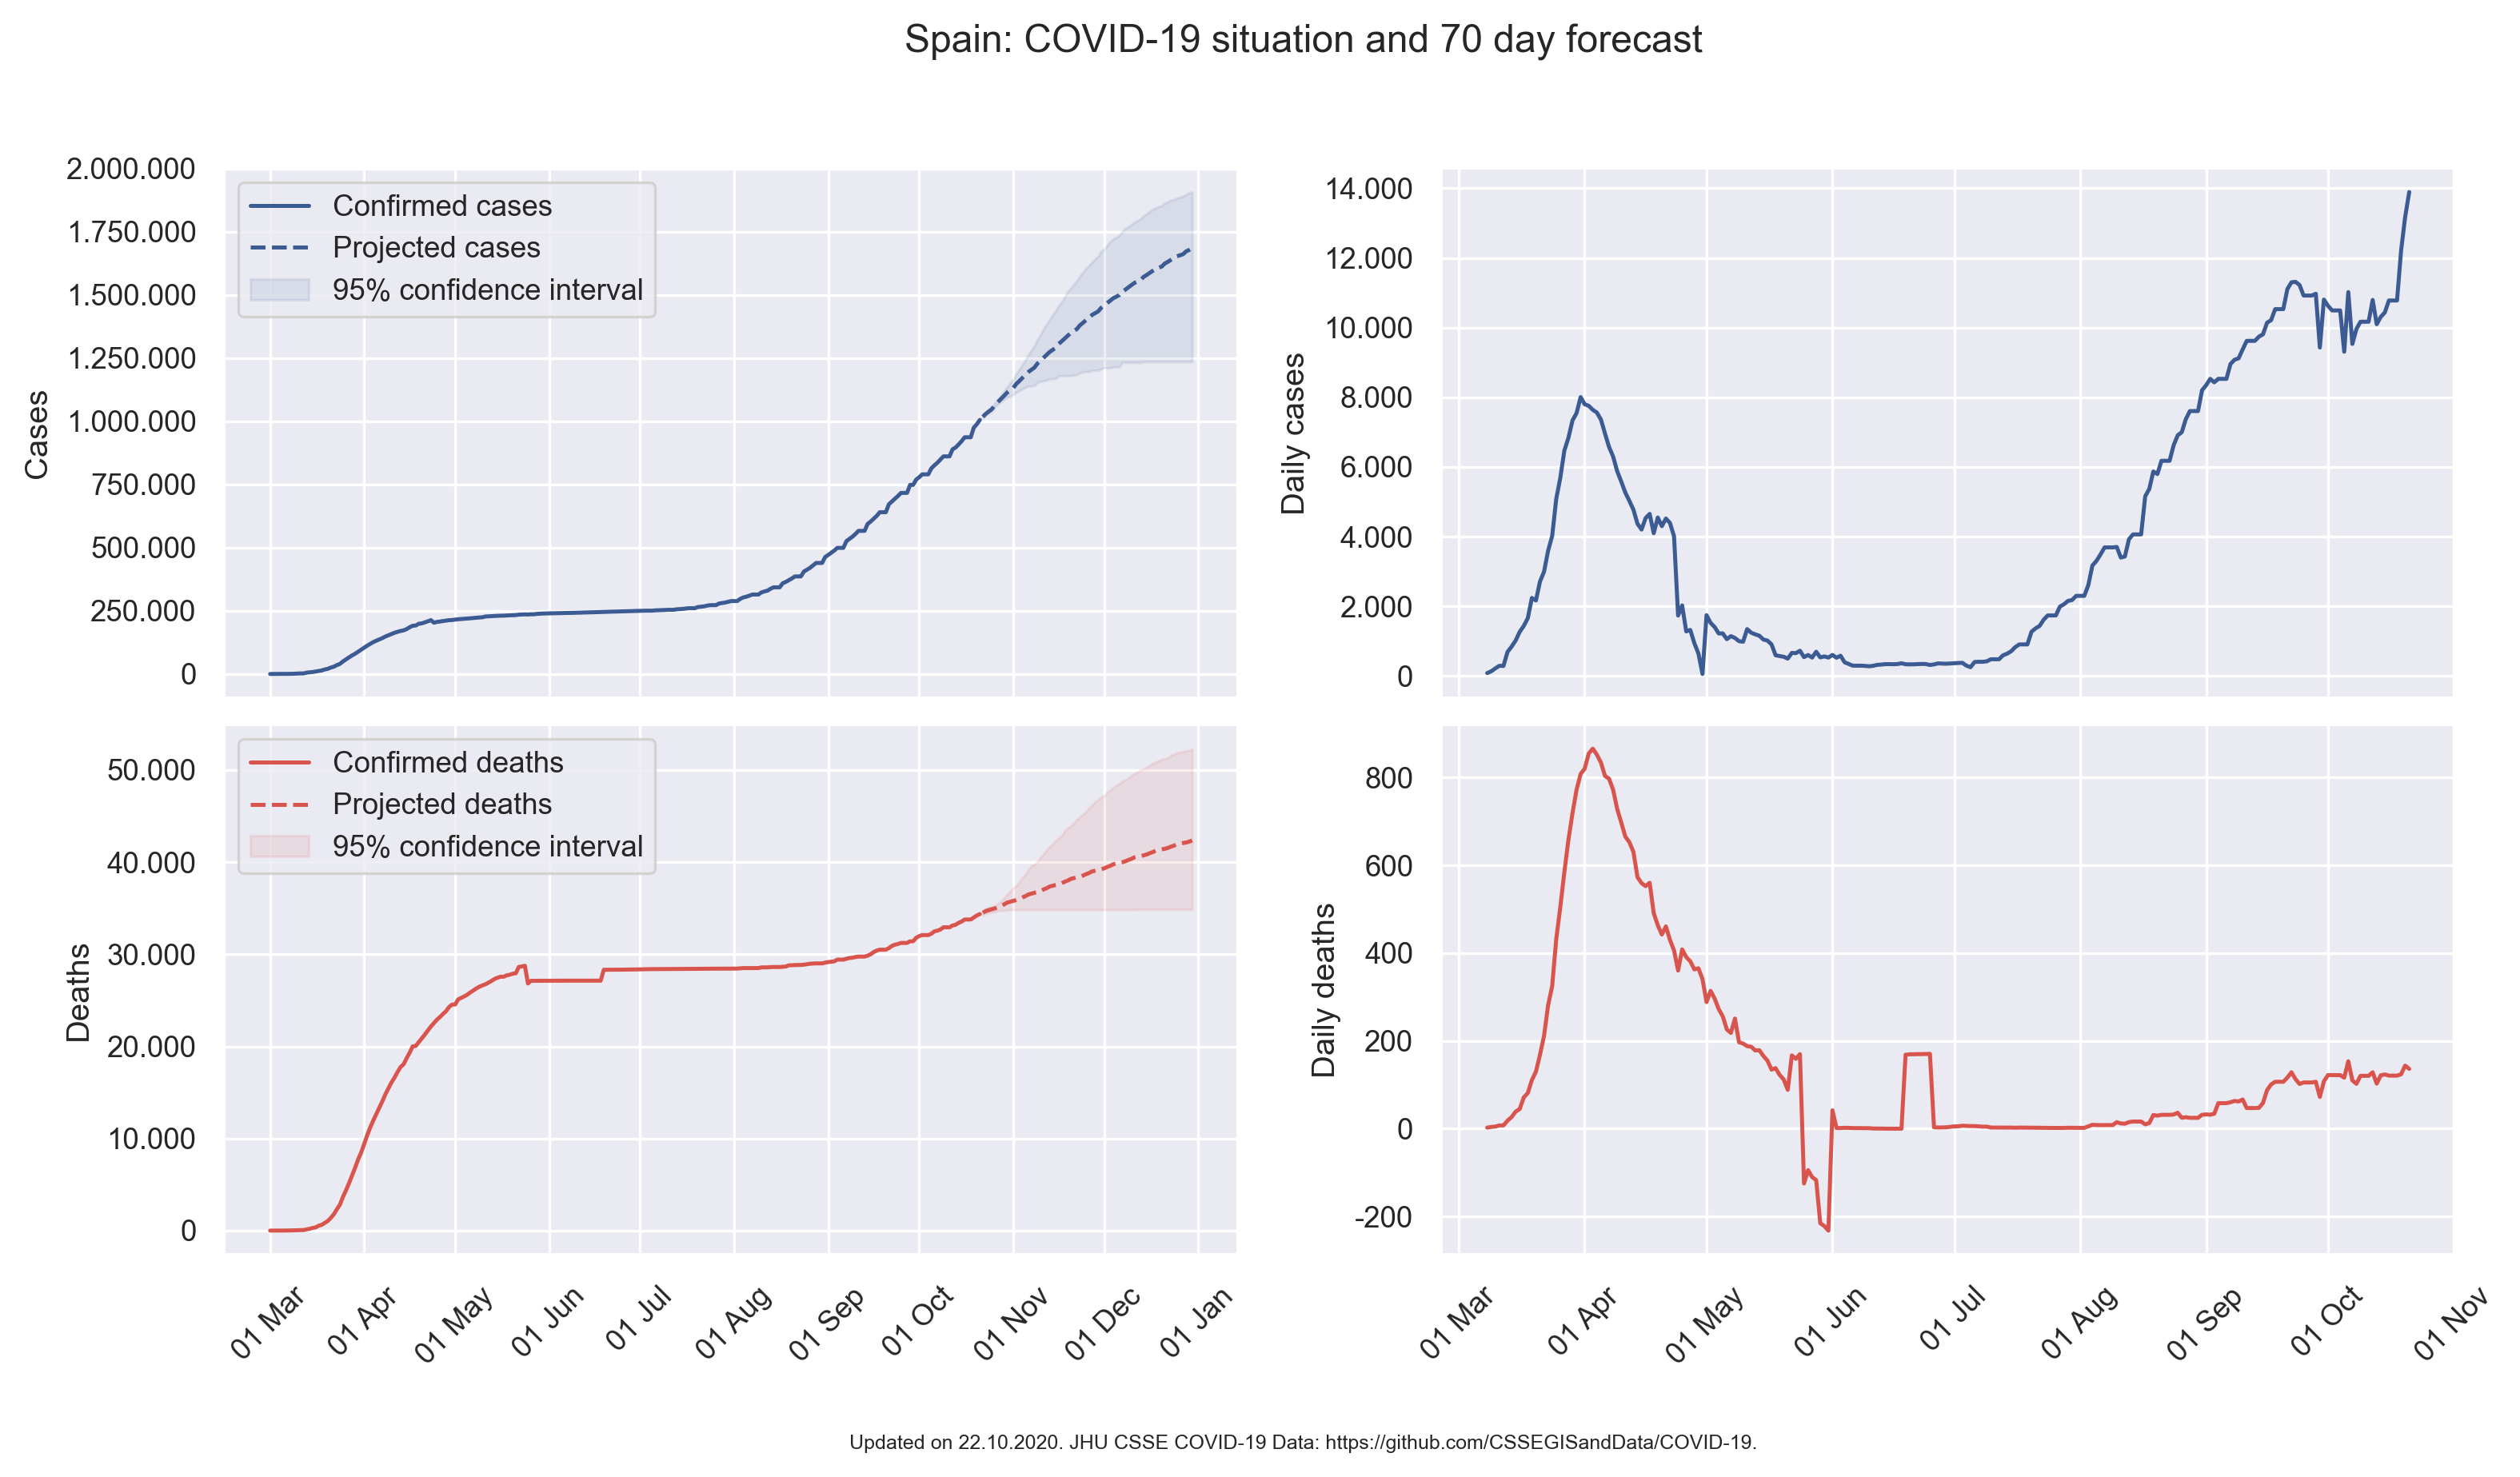 Spain: COVID-19 situation and 70 day forecast
2.000.000
1.750.000
1.500.000
1.250.000
1.000.000
750.000
500.000
250.000
0
Cases
Confirmed cases
Projected cases
95% confidence interval
14.000
12.000
10.000
8.000
6.000
4.000
2.000
0
Daily cases
50.000
40.000
30.000
20.000
10.000
0
Deaths
Confirmed deaths
Projected deaths
95% confidence interval
01 Mar
01 Apr
01 May
01 Jun
01 Jul
01 Aug
01 Sep
01 Oct
01 Nov
01 Dec
01 Jan
800
600
400
200
0
-200
Daily deaths
01 Mar
01 Apr
01 May
01 Jun
01 Jul
01 Aug
01 Sep
01 Oct
01 Nov
Updated on 22.10.2020. JHU CSSE COVID-19 Data: https://github.com/CSSEGISandData/COVID-19.